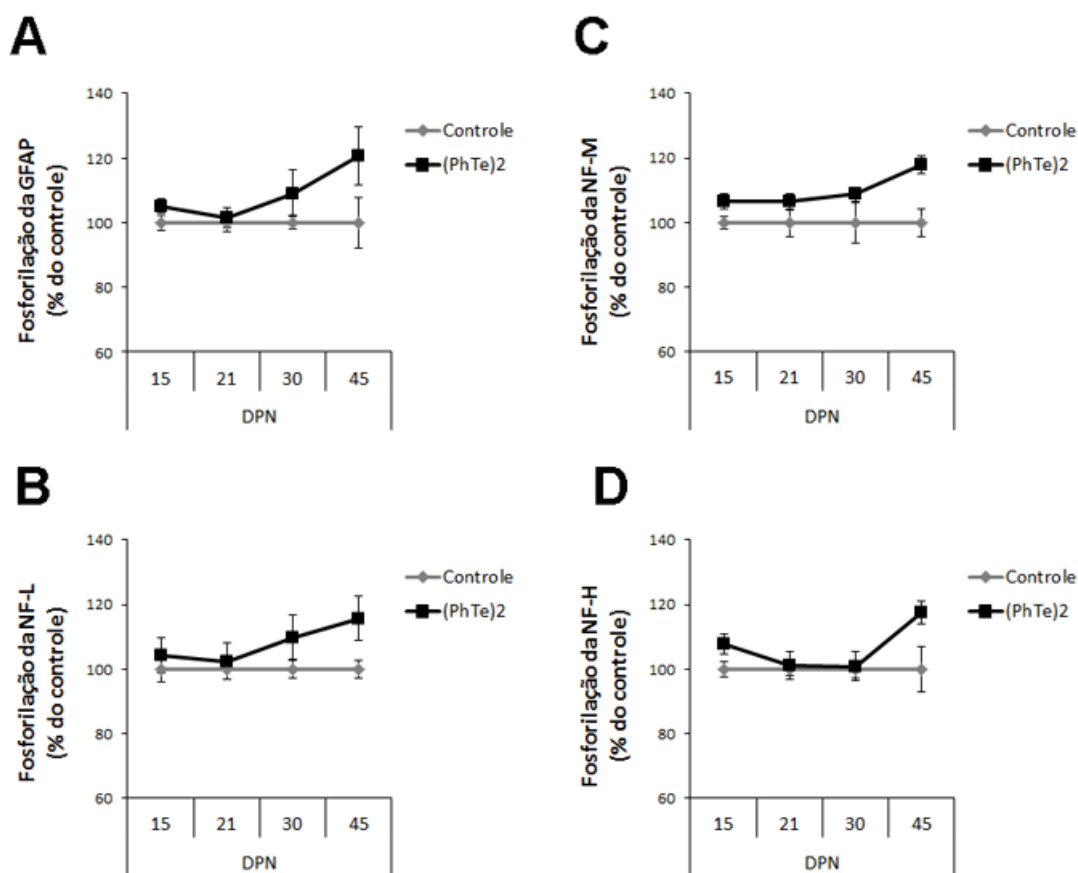 A
Fosforilação da GFAP
(% do controle)
140
120
100
80
60
15 21 30 45
DPN
Controle
(PhTe)2
C
Fosforilação da NF-M
(% do controle)
140
120
100
80
60
15 21 30 45
DPN
Controle
(PhTe)2
B
Fosforilação da NF-L
(% do controle)
140
120
100
80
60
15 21 30 45
DPN
Controle
(PhTe)2
D
Fosforilação da NF-H
(% do controle)
140
120
100
80
60
15 21 30 45
DPN
Controle
(PhTe)2